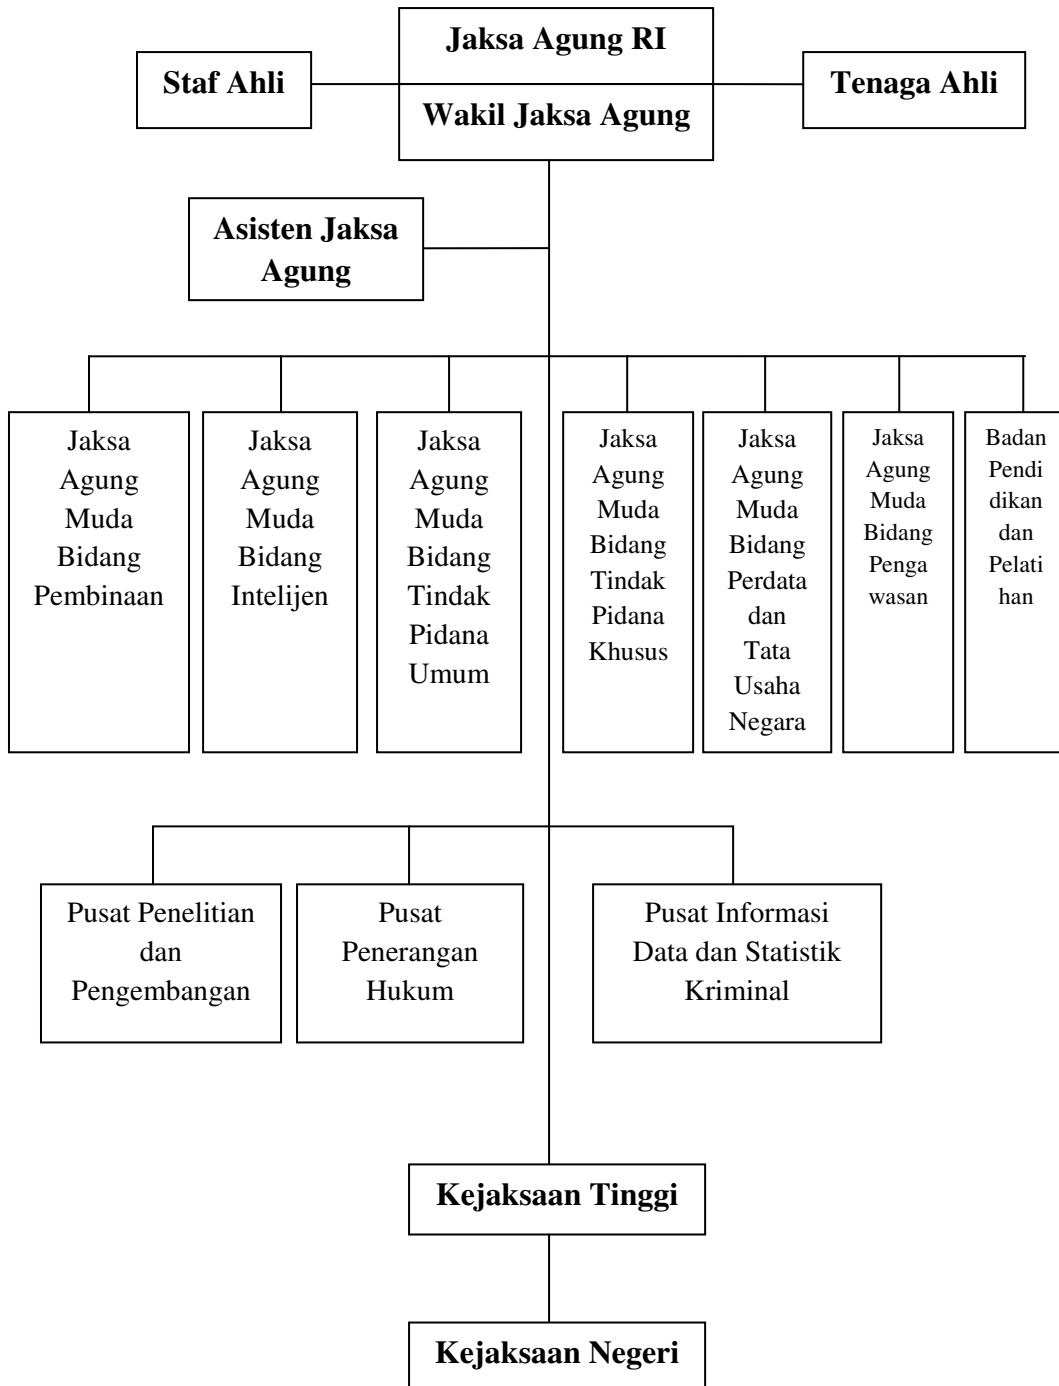 Jaksa Agung RI
Staf Ahli
Tenaga Ahli
Wakil Jaksa Agung
Asisten Jaksa
Agung
Jaksa
Agung
Muda
Bidang
Pembinaan
Jaksa
Agung
Muda
Bidang
Intelijen
Jaksa
Agung
Muda
Bidang
Tindak
Pidana
Umum
Jaksa
Agung
Muda
Bidang
Tindak
Pidana
Khusus
Jaksa
Agung
Muda
Bidang
Perdata
dan
Tata
Usaha
Negara
Jaksa
Agung
Muda
Bidang
Penga
wasan
Badan
Pendi
dikan
dan
Pelati
han
Pusat Penelitian
dan
Pengembangan
Pusat
Penerangan
Hukum
Pusat Informasi
Data dan Statistik
Kriminal
Kejaksaan Tinggi
Kejaksaan Negeri